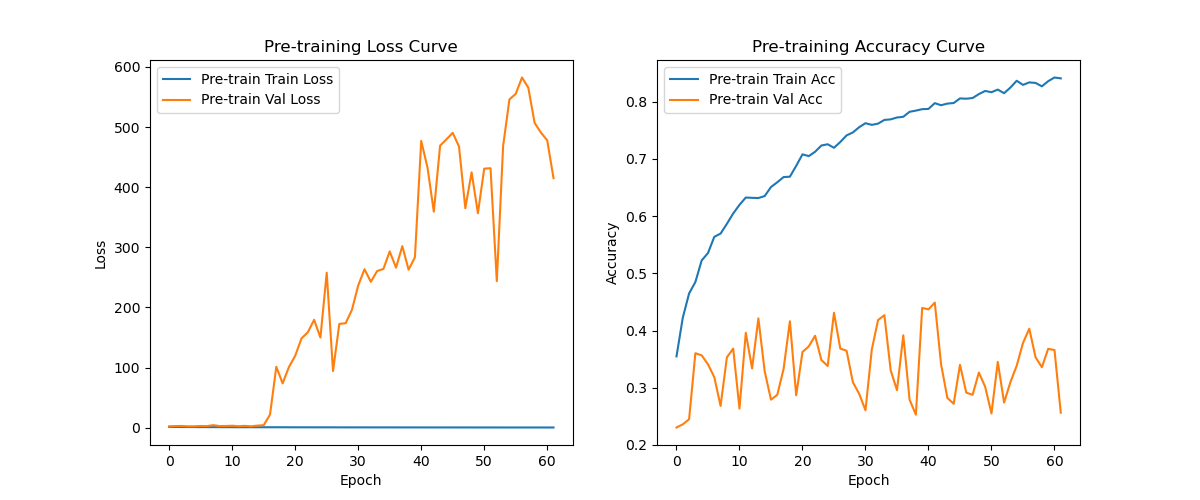 Pre-training Loss Curve
Pre-train Train Loss
Pre-train Val Loss
600
500
400
300
200
100
0
Loss
0 10 20 30 40 50 60
Epoch
Pre-training Accuracy Curve
Pre-train Train Acc
Pre-train Val Acc
0.8
0.7
0.6
0.5
0.4
0.3
0.2
Accuracy
0 10 20 30 40 50 60
Epoch